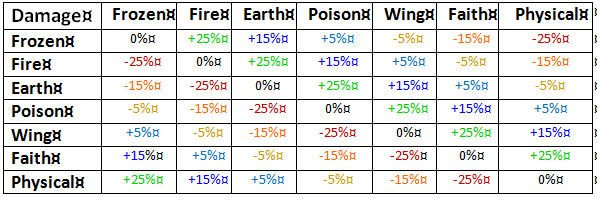 Damage¤ Frozen¤ Fire¤ Earth¤ Poison¤ Wing¤ Faith¤ Physical¤
Frozen¤ 0%¤ +25%¤ +15%¤ +5%¤ -5%¤ -15%¤ -25%¤
Fire¤ -25%¤ 0%¤ +25%¤ +15%¤ +5%¤ -5%¤ -15%¤
Earth¤ -15%¤ -25%¤ 0%¤ +25%¤ +15%¤ +5%¤ -5%¤
Poison¤ -5%¤ -15%¤ -25%¤ 0%¤ +25%¤ +15%¤ +5%¤
Wing¤ +5%¤ -5%¤ -15%¤ -25%¤ 0%¤ +25%¤ +15%¤
Faith¤ +15%¤ +5%¤ -5%¤ -15%¤ -25%¤ 0%¤ +25%¤
Physical¤ +25%¤ +15%¤ +5%¤ -5%¤ -15%¤ -25%¤ 0%¤